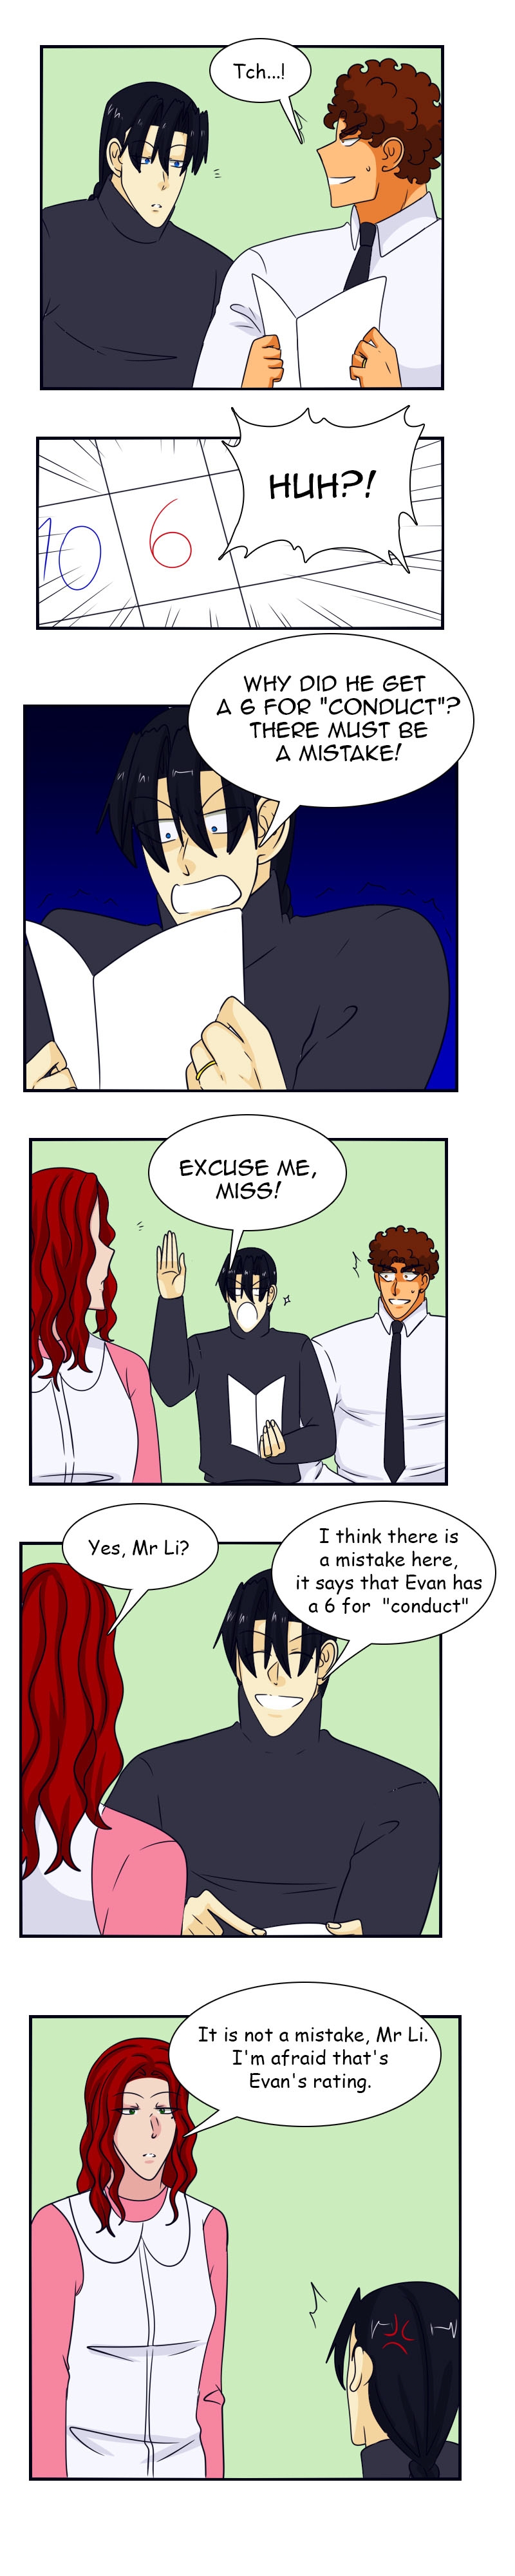 Tch...!
10
6
HUH?!
WHY DID HE GET
A 6 FOR "CONDUCT"?
THERE MUST BE
A MISTAKE!
EXCUSE ME,
MISS!
Yes, Mr Li?
I think there is
a mistake here,
it says that Evan has
a 6 for "conduct"
It is not a mistake, Mr Li.
I'm afraid that's
Evan's rating.